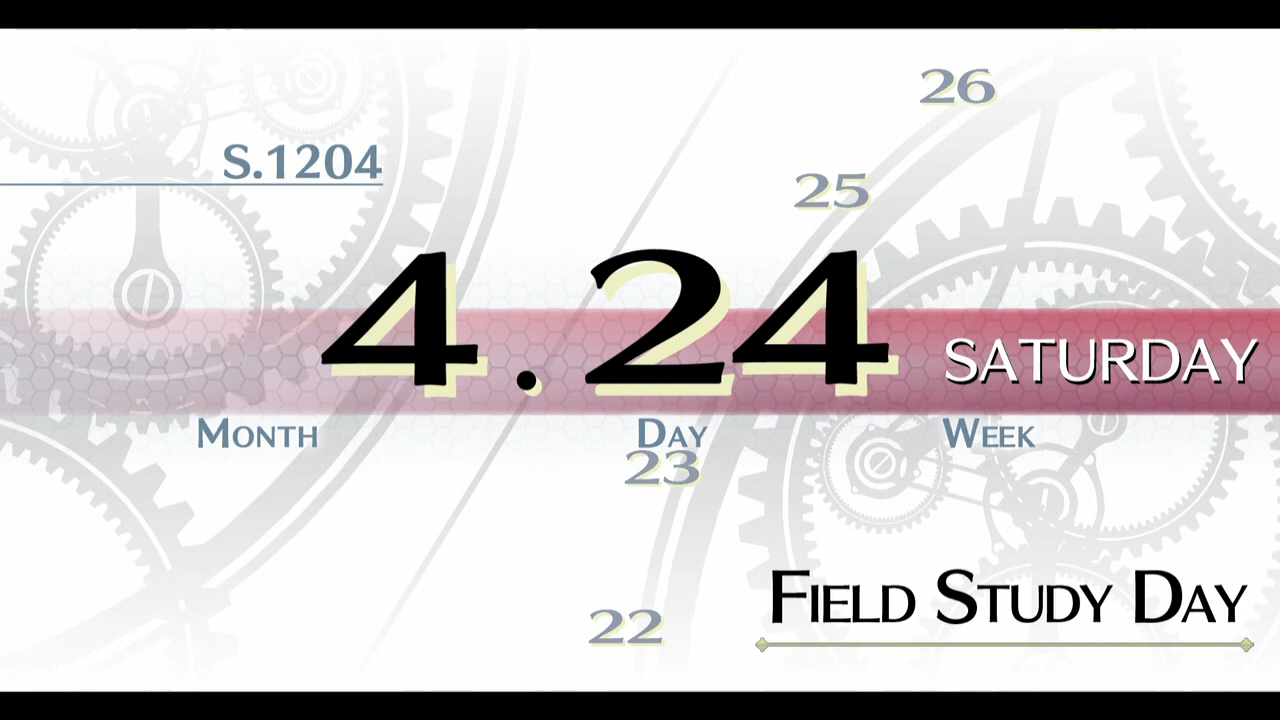 26
S.1204
25
4.24
SATURDAY
MONTH
DAY
WEEK
23
FIELD STUDY DAY
22